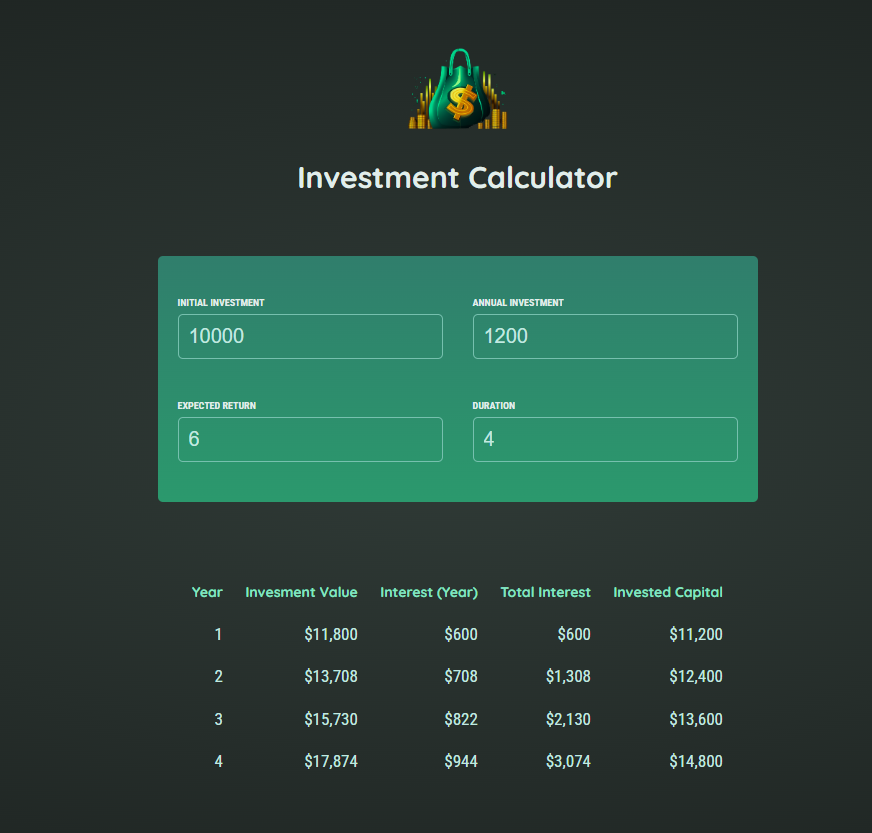 $
Investment Calculator
INITIAL INVESTMENT ANNUAL INVESTMENT
10000 1200
EXPECTED RETURN DURATION
6 4
Year Invesment Value Interest (Year) Total Interest Invested Capital
1 $11,800 $600 $600 $11,200
2 $13,708 $708 $1,308 $12,400
3 $15,730 $822 $2,130 $13,600
4 $17,874 $944 $3,074 $14,800